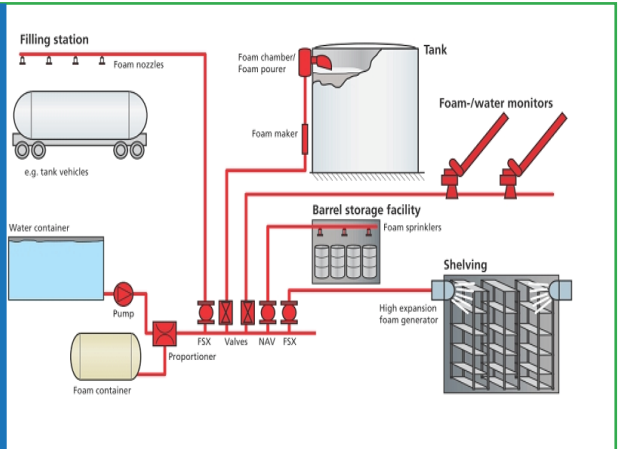 Filling station
Foam nozzles
e.g. tank vehicles
Foam chamber/
Foam pourer
Tank
Foam maker
Foam-/water monitors
Barrel storage facility
Foam sprinklers
Water container
Pump
Shelving
High expansion
foam generator
FSX
Valves
NAV
FSX
Proportioner
Foam container